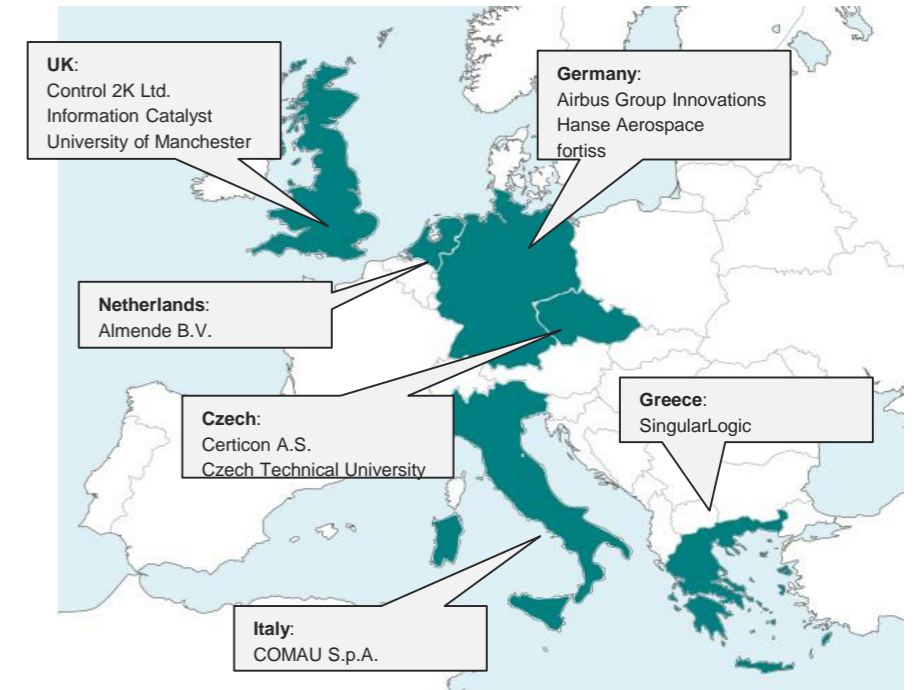 UK:
Control 2K Ltd.
Information Catalyst
University of Manchester
Germany:
Airbus Group Innovations
Hanse Aerospace
fortiss
Netherlands:
Almende B.V.
Czech:
Certicon A.S.
Czech Technical University
Greece:
SingularLogic
Italy:
COMAU S.p.A.